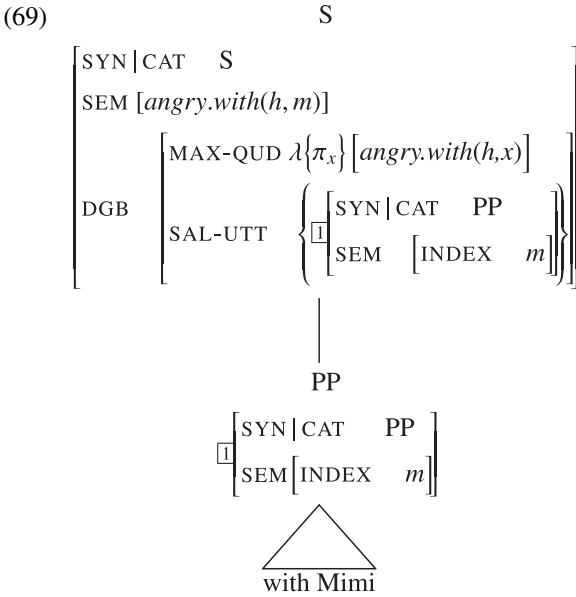 (69) S
SYN|CAT S
SEM [angry.with(h, m)]
MAX-QUD λ{πx} [angry.with(h,x)]
DGB
SYN|CAT PP
SAL-UTT { 1
SEM [INDEX m] }
PP
SYN|CAT PP
1
SEM [INDEX m]
with Mimi